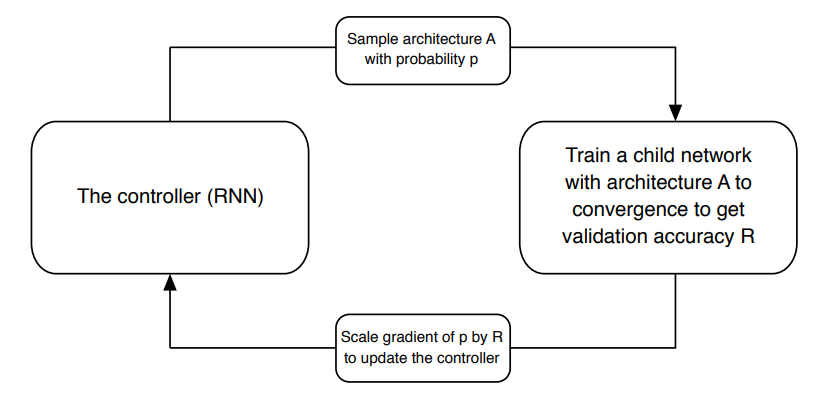 Sample architecture A
with probability p
The controller (RNN)
Train a child network
with architecture A to
convergence to get
validation accuracy R
Scale gradient of p by R
to update the controller